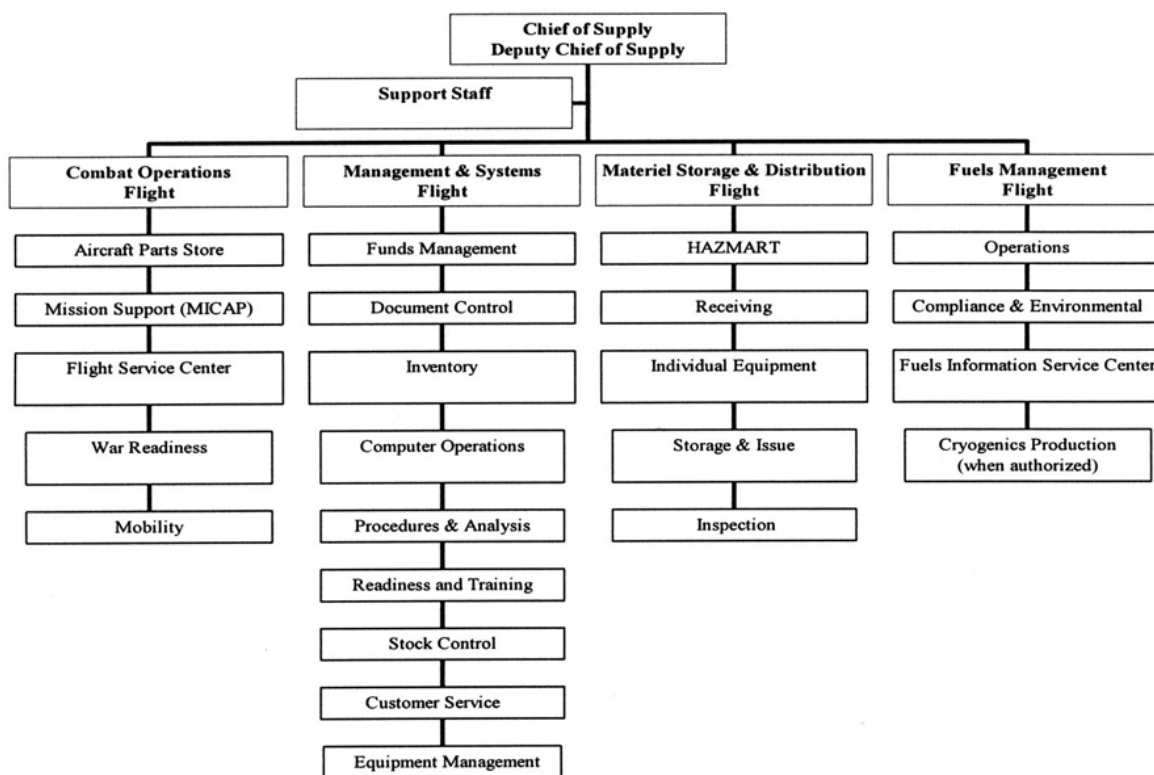 Chief of Supply
Deputy Chief of Supply
Support Staff
Combat Operations
Flight
Aircraft Parts Store
Mission Support (MICAP)
Flight Service Center
War Readiness
Mobility
Management & Systems
Flight
Funds Management
Document Control
Inventory
Computer Operations
Procedures & Analysis
Readiness and Training
Stock Control
Customer Service
Equipment Management
Materiel Storage & Distribution
Flight
HAZMART
Receiving
Individual Equipment
Storage & Issue
Inspection
Fuels Management
Flight
Operations
Compliance & Environmental
Fuels Information Service Center
Cryogenics Production
(when authorized)